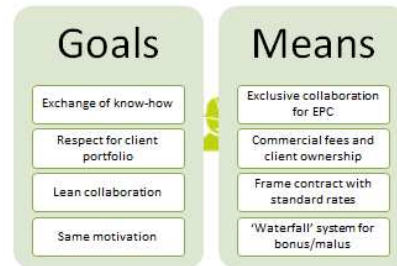 Goals
Exchange of know-how
Respect for client
portfolio
Lean collaboration
Same motivation
Means
Exclusive collaboration
for EPC
Commercial fees and
client ownership
Frame contract with
standard rates
‘Waterfall’ system for
bonus/malus